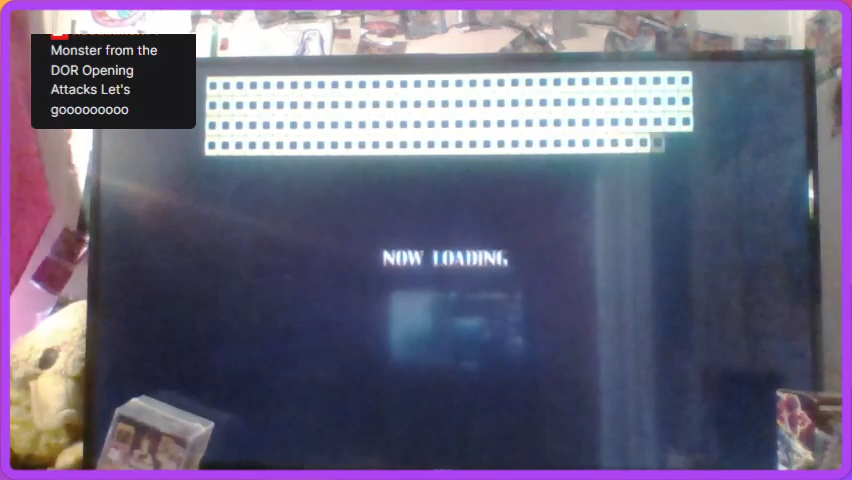 Monster from the
DOR Opening
Attacks Let's
gooooooooo
NOW LOADING